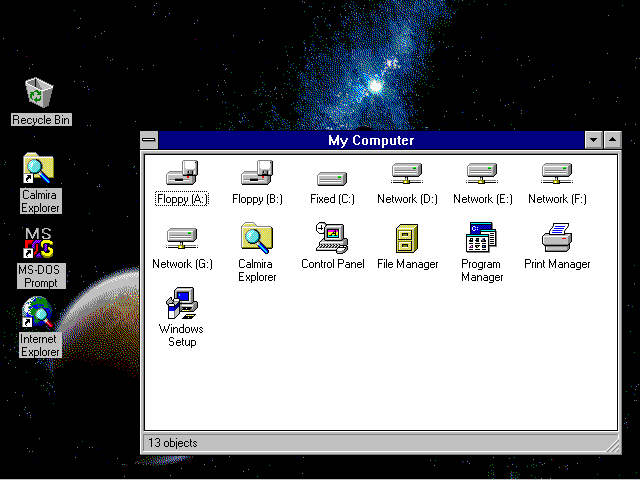 Recycle Bin
Calmira
Explorer
MS
MS-DOS
Prompt
Internet
Explorer
My Computer
Floppy (A:)
Floppy (B:)
Fixed (C:)
Network (D:)
Network (E:)
Network (F:)
Network (G:)
Calmira
Explorer
Control Panel
File Manager
C:\
Program
Manager
Print Manager
Windows
Setup
13 objects